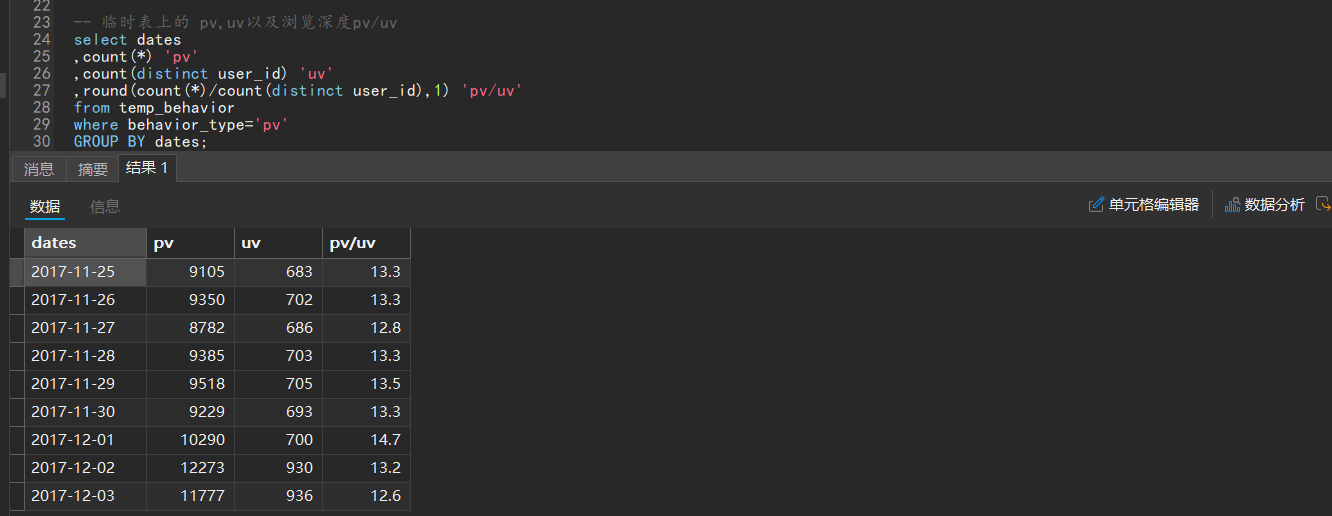 22
23 -- 临时表上的 pv,uv以及浏览深度pv/uv
24 select dates
25 ,count(*) 'pv'
26 ,count(distinct user_id) 'uv'
27 ,round(count(*)/count(distinct user_id),1) 'pv/uv'
28 from temp_behavior
29 where behavior_type='pv'
30 GROUP BY dates;
消息 摘要 结果 1
数据 信息 单元格编辑器 数据分析
dates pv uv pv/uv
2017-11-25 9105 683 13.3
2017-11-26 9350 702 13.3
2017-11-27 8782 686 12.8
2017-11-28 9385 703 13.3
2017-11-29 9518 705 13.5
2017-11-30 9229 693 13.3
2017-12-01 10290 700 14.7
2017-12-02 12273 930 13.2
2017-12-03 11777 936 12.6